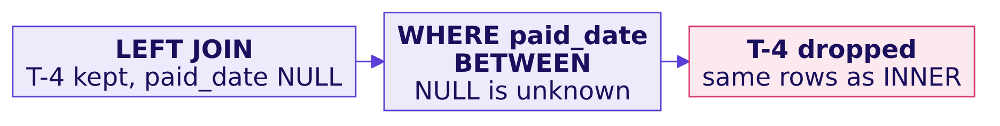 LEFT JOIN
T-4 kept, paid_date NULL
WHERE paid_date
BETWEEN
NULL is unknown
T-4 dropped
same rows as INNER